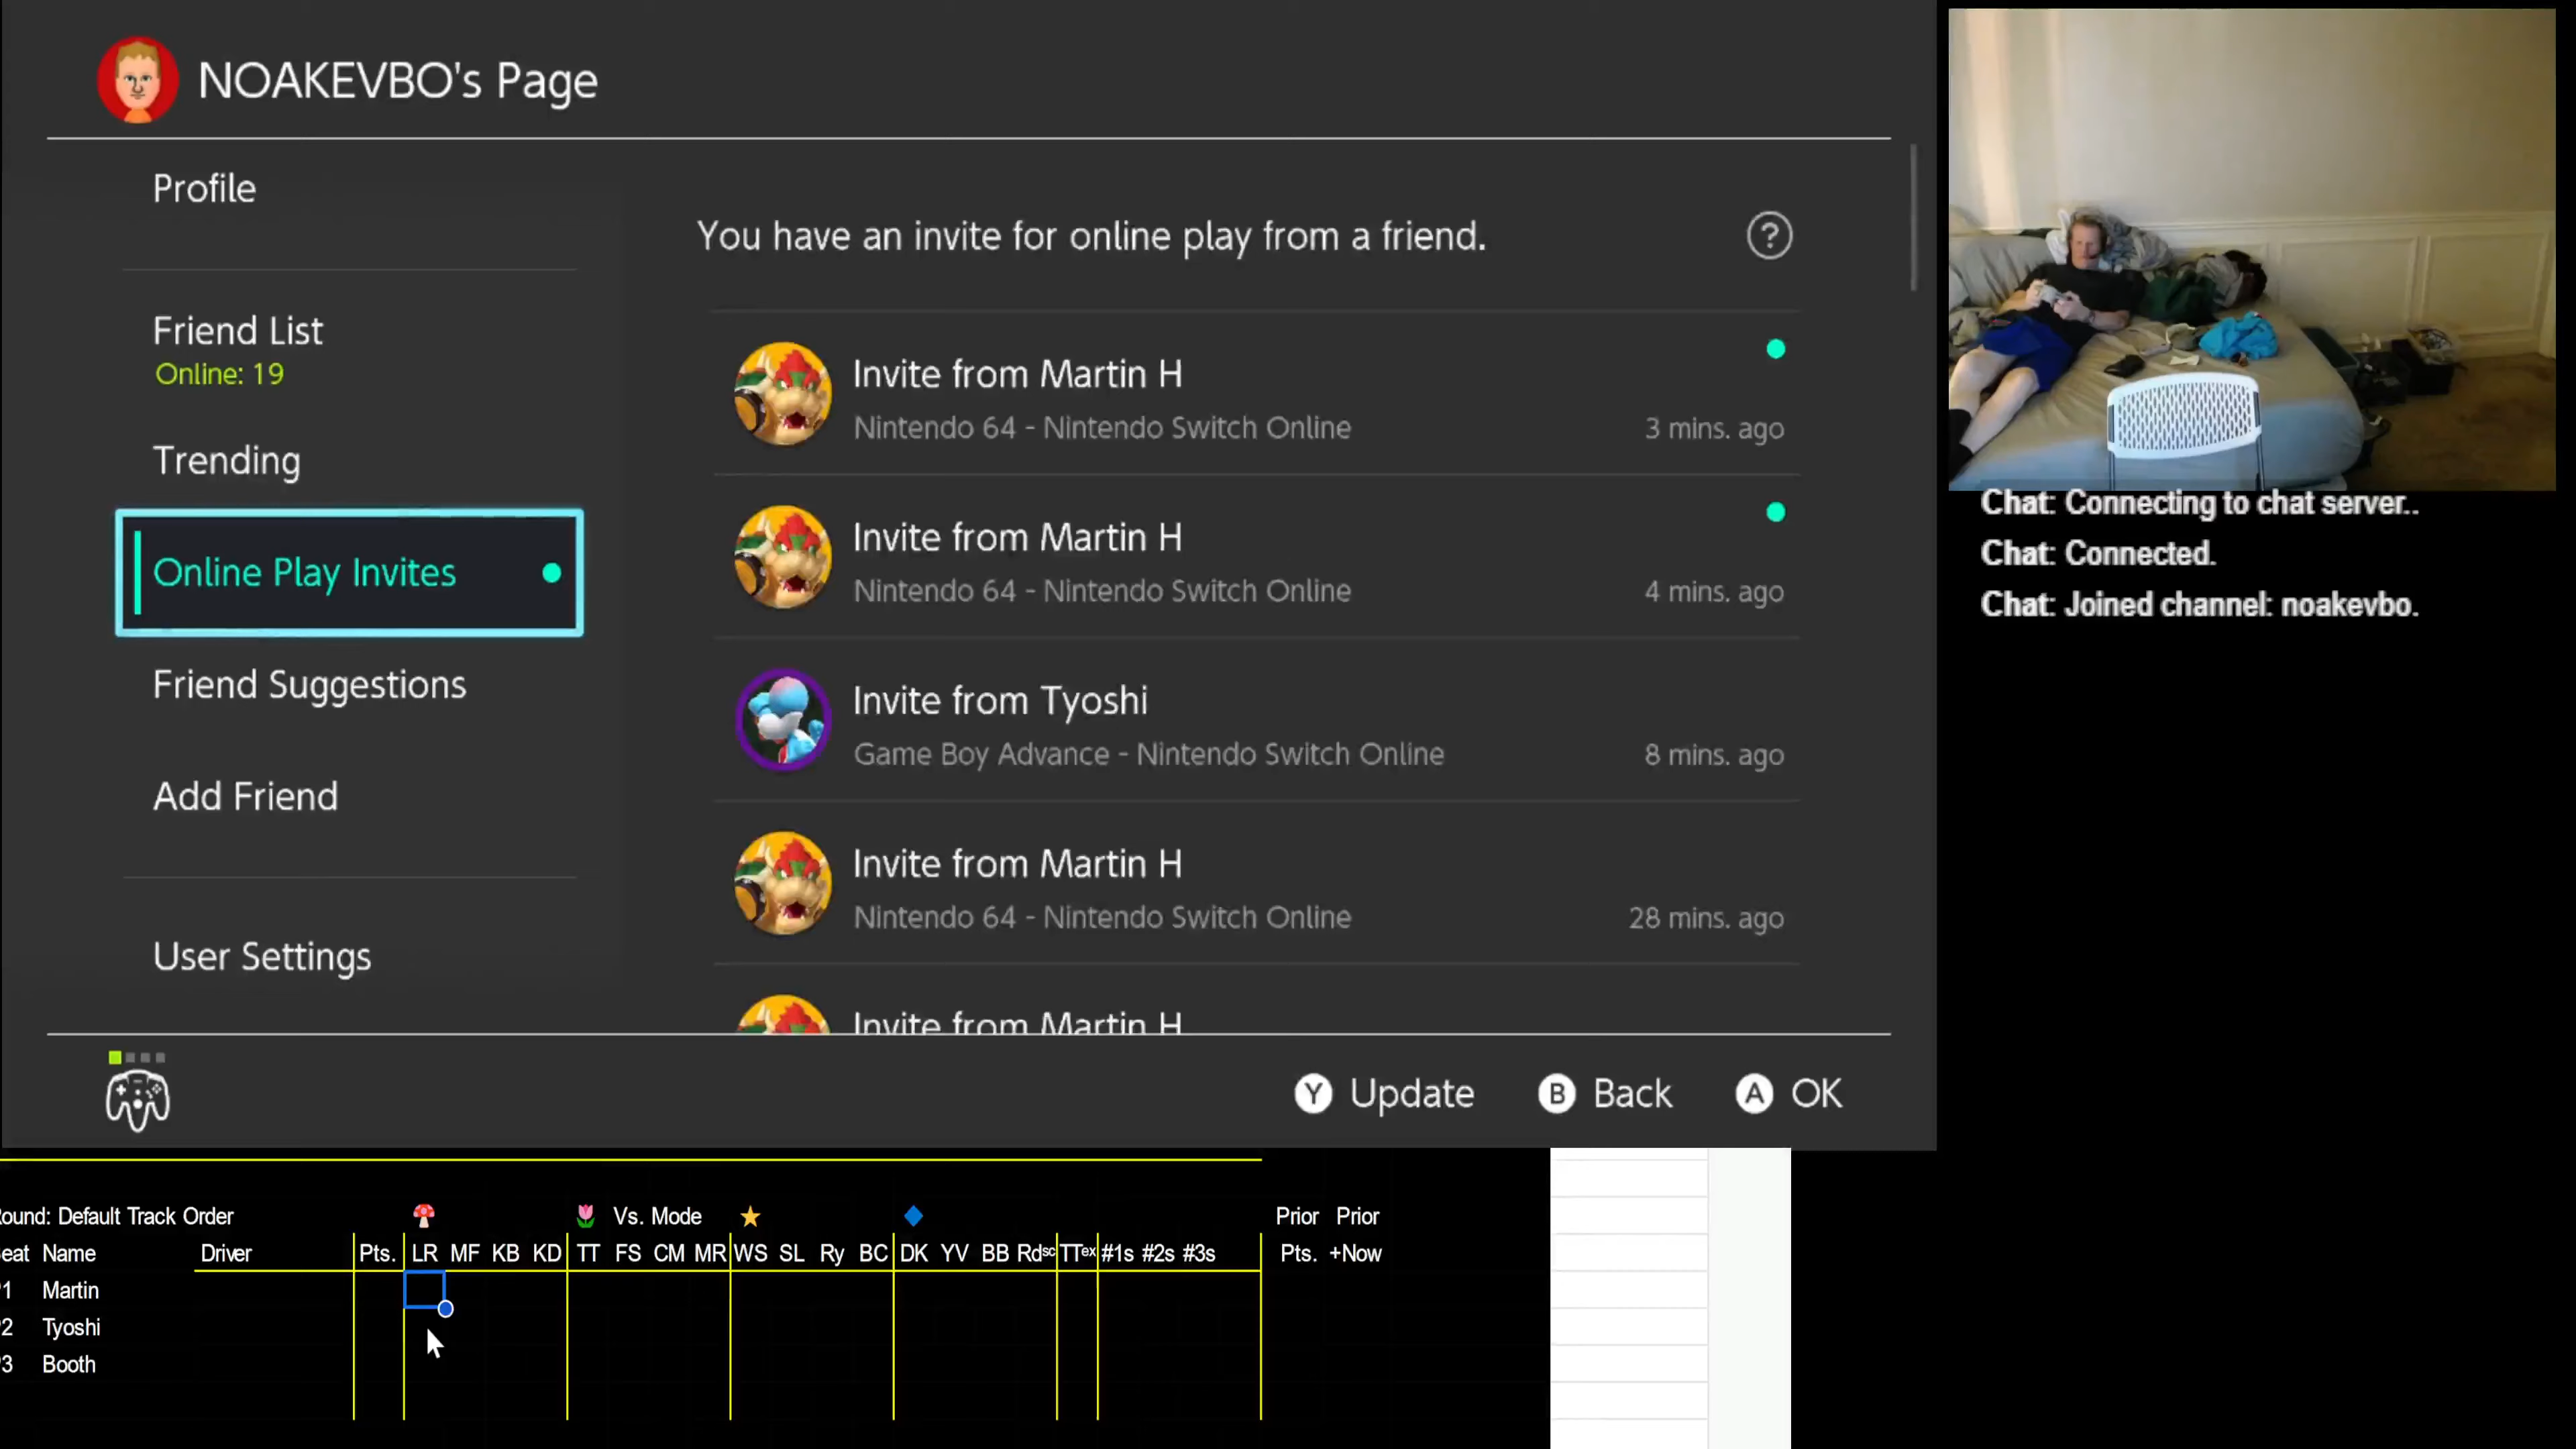 NOAKEVBO's Page
Profile
Friend List
Online: 19
Trending
Online Play Invites
Friend Suggestions
Add Friend
User Settings
You have an invite for online play from a friend.
?
Invite from Martin H
Nintendo 64 - Nintendo Switch Online
3 mins. ago
Invite from Martin H
Nintendo 64 - Nintendo Switch Online
4 mins. ago
Invite from Tyoshi
Game Boy Advance - Nintendo Switch Online
8 mins. ago
Invite from Martin H
Nintendo 64 - Nintendo Switch Online
28 mins. ago
Invite from Martin H
Y Update B Back A OK
Chat: Connecting to chat server..
Chat: Connected.
Chat: Joined channel: noakevbo.
ound: Default Track Order Vs. Mode Prior Prior
eat Name Driver Pts. LR MF KB KD TT FS CM MR WS SL Ry BC DK YV BB Rdsc TTex #1s #2s #3s Pts. +Now
1 Martin
2 Tyoshi
3 Booth